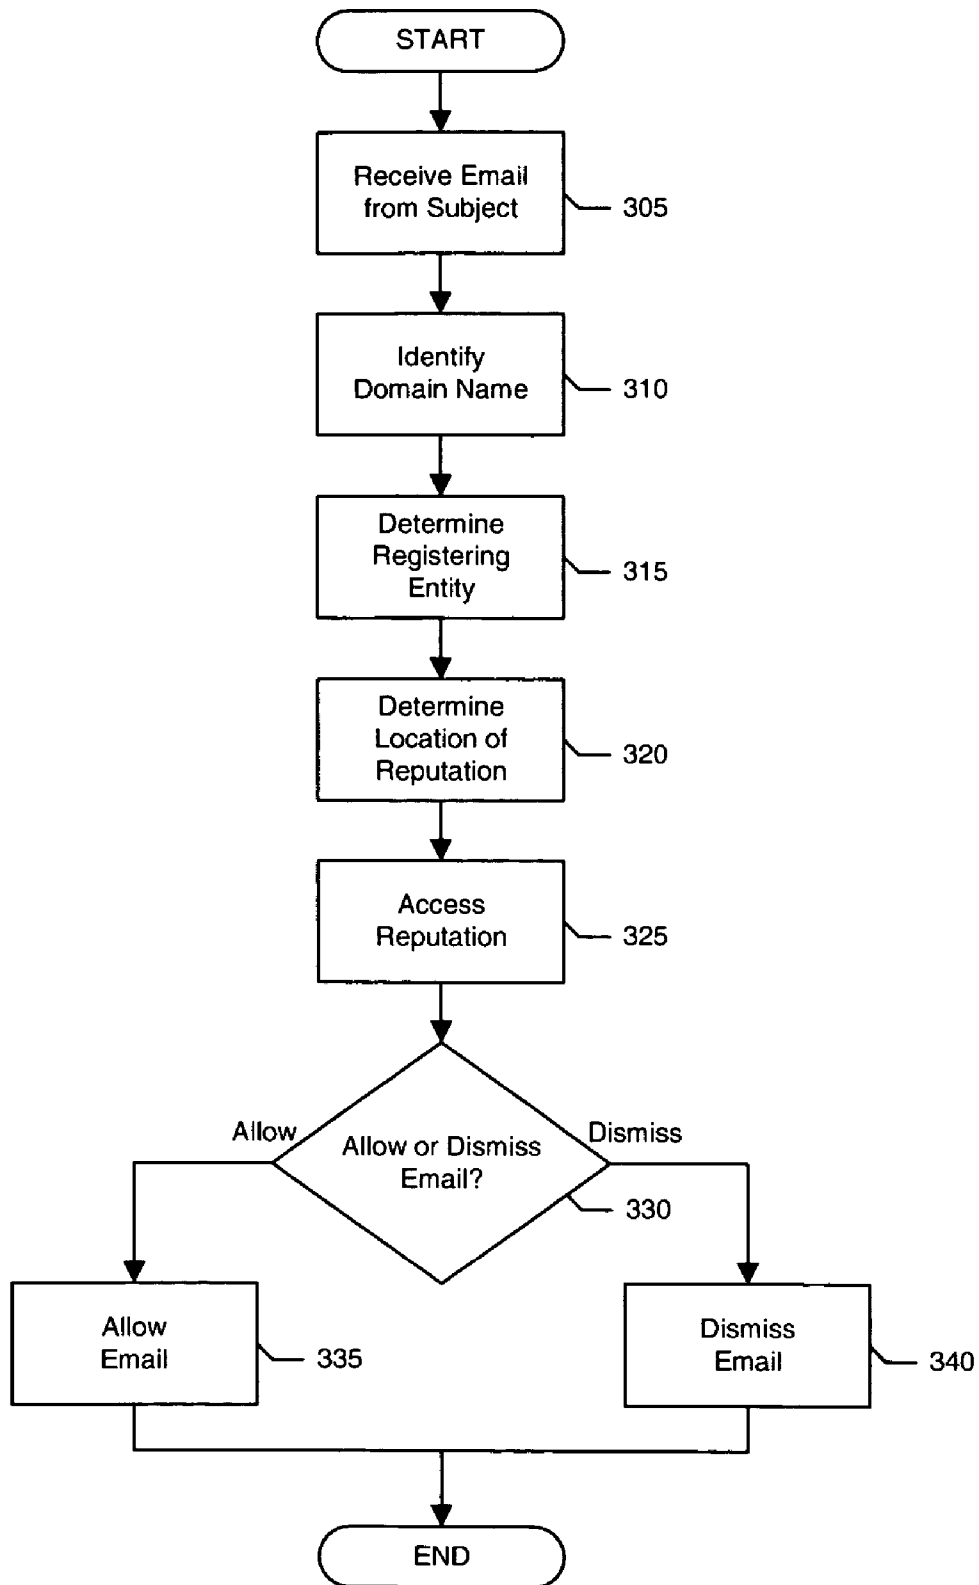 START
Receive Email
from Subject
305
Identify
Domain Name
310
Determine
Registering
Entity
315
Determine
Location of
Reputation
320
Access
Reputation
325
Allow
Allow or Dismiss
Email?
Dismiss
330
Allow
Email
335
Dismiss
Email
340
END